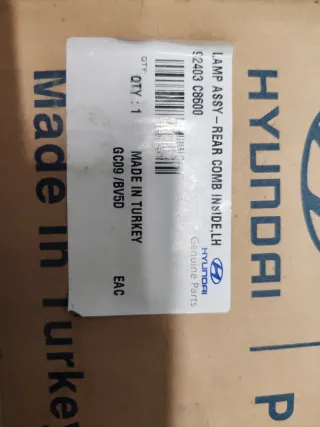 LAMP ASSY-REAR COMB INSIDE,LH
92403 C8600
QTY:
QTY : 1
MADE IN TURKEY
GC09 /BV5D
EAC
HYUNDAI
Genuine Parts
HYUNDAI
P
Made in Turkey